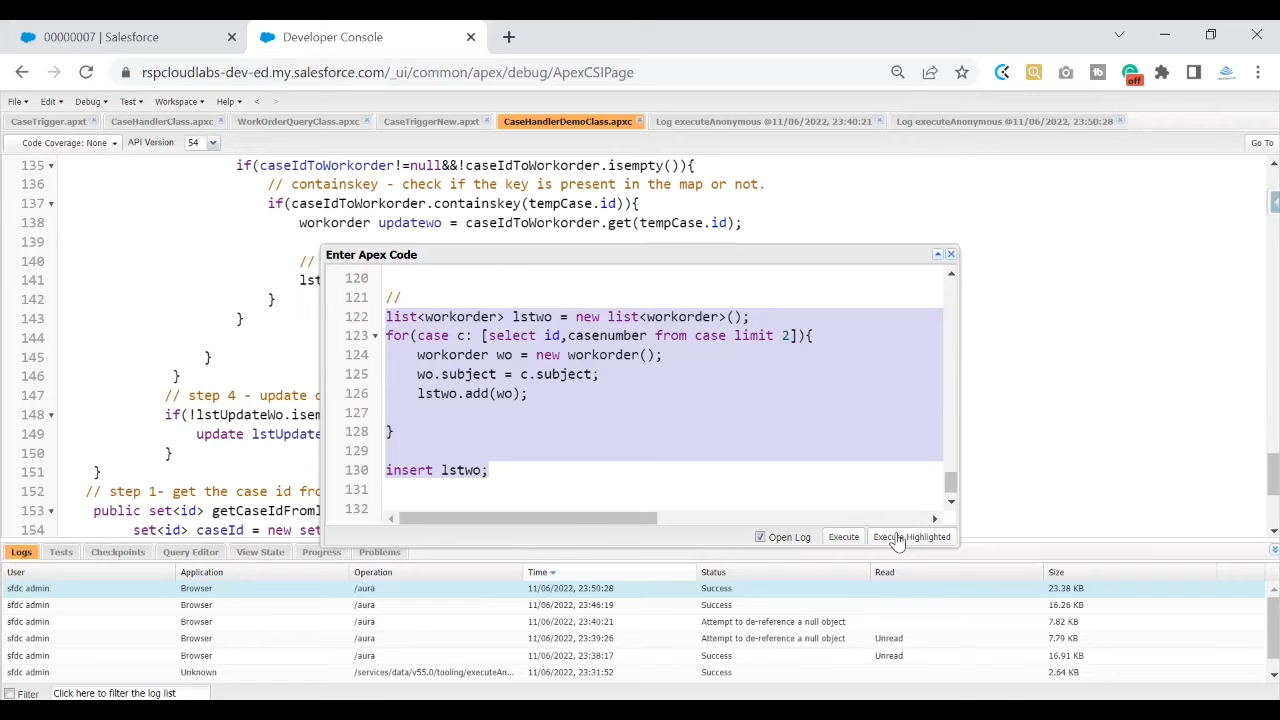 00000007 | Salesforce
Developer Console
rspcloudlabs-dev-ed.my.salesforce.com/_ui/common/apex/debug/ApexCSIPage
off
File Edit Debug Test Workspace Help < >
CaseTrigger.apxt CaseHandlerClass.apxc WorkOrderQueryClass.apxc CaseTriggerNew.apxt CaseHandlerDemoClass.apxc Log executeAnonymous @11/06/2022, 23:40:21 Log executeAnonymous @11/06/2022, 23:50:28
Code Coverage: None API Version: 54 Go To
135 if(caseIdToWorkorder!=null&&!caseIdToWorkorder.isempty()){
136 // containskey - check if the key is present in the map or not.
137 if(caseIdToWorkorder.containskey(tempCase.id)){
138 workorder updatewo = caseIdToWorkorder.get(tempCase.id);
139
140 //
141 lst
142 }
143 }
144
145 }
146 }
147 // step 4 - update
148 if(!lstUpdateWo.isem
149 update lstUpdate
150 }
151 }
152 // step 1- get the case id fro
153 public set<id> getCaseIdFrom
154 set<id> caseId = new set
Enter Apex Code
120
121 //
122 list<workorder> lstwo = new list<workorder>();
123 for(case c: [select id,casenumber from case limit 2]){
124 workorder wo = new workorder();
125 wo.subject = c.subject;
126 lstwo.add(wo);
127
128 }
129
130 insert lstwo;
131
132
Open Log Execute Execute Highlighted
Logs Tests Checkpoints Query Editor View State Progress Problems
User Application Operation Time Status Read Size
sfdc admin Browser /aura 11/06/2022, 23:50:28 Success 23.38 KB
sfdc admin Browser /aura 11/06/2022, 23:46:19 Success 16.26 KB
sfdc admin Browser /aura 11/06/2022, 23:40:21 Attempt to de-reference a null object 7.82 KB
sfdc admin Browser /aura 11/06/2022, 23:39:26 Attempt to de-reference a null object Unread 7.79 KB
sfdc admin Browser /aura 11/06/2022, 23:38:17 Success Unread 16.91 KB
sfdc admin Unknown /services/data/v55.0/tooling/executeAn... 11/06/2022, 23:31:52 Success 2.64 KB
Filter Click here to filter the log list